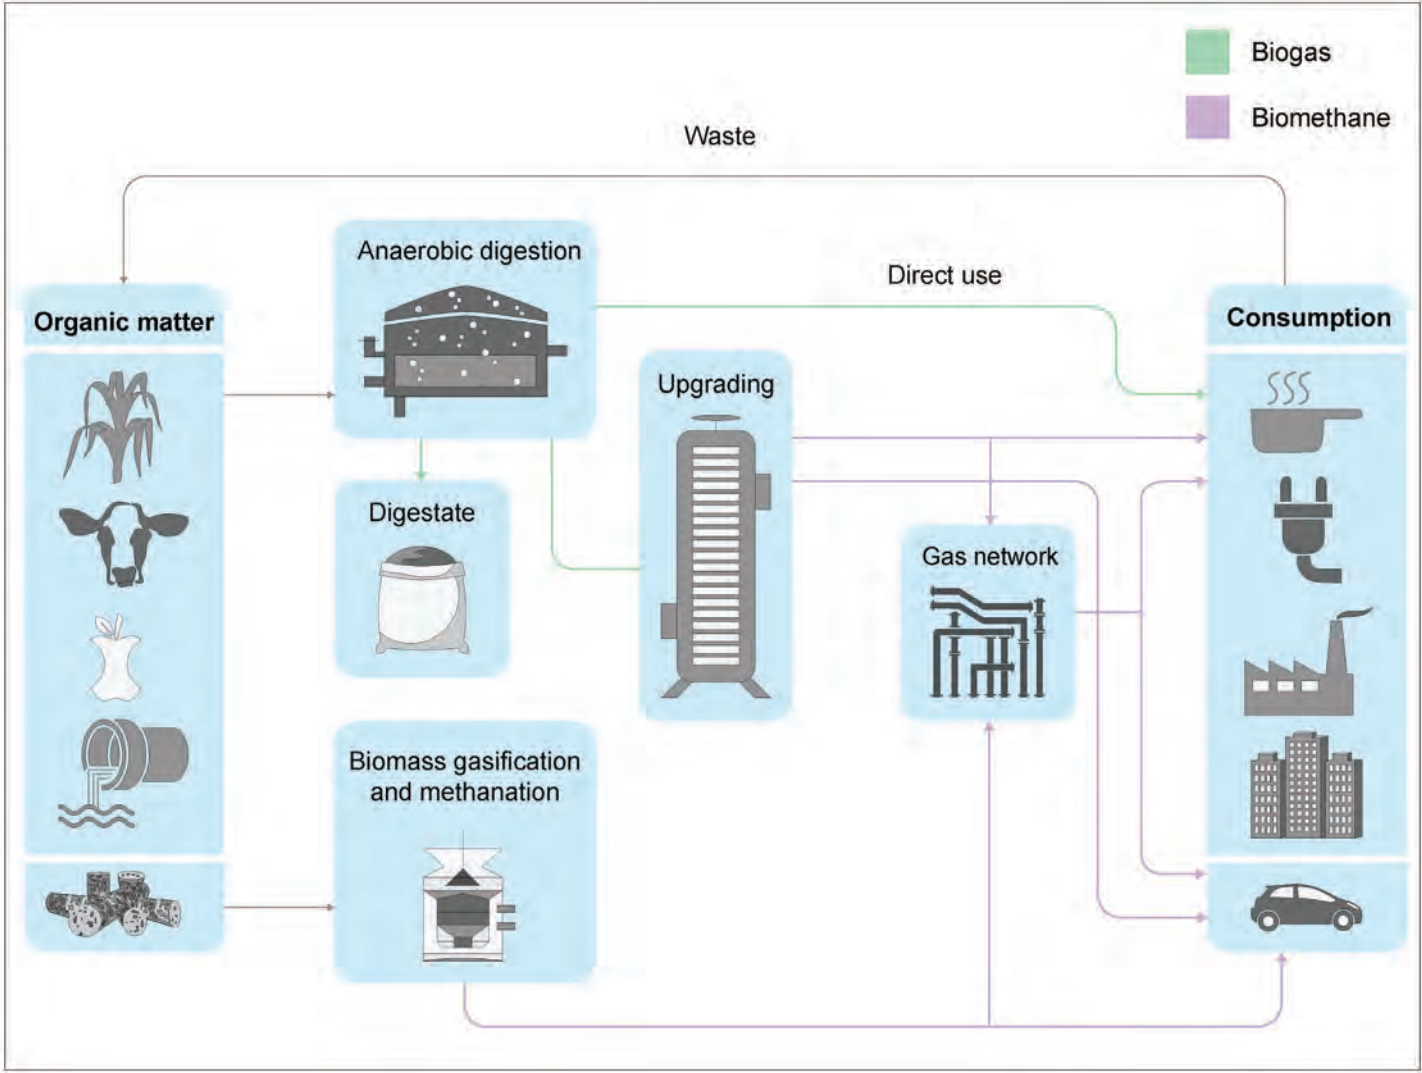 Biogas
Biomethane
Waste
Anaerobic digestion
Direct use
Organic matter
Consumption
Upgrading
Digestate
Gas network
Biomass gasification
and methanation